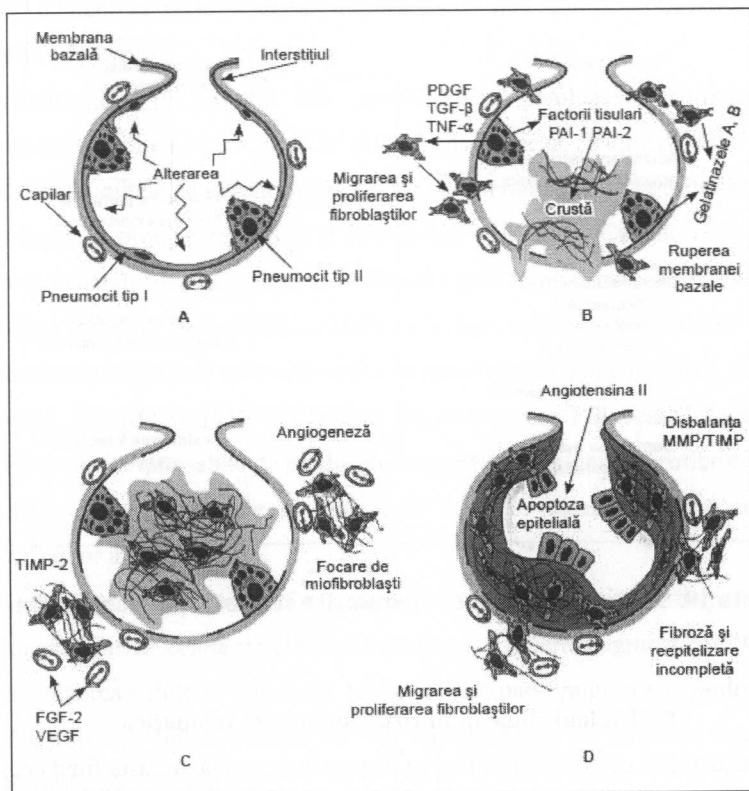 Membrana
bazală
Interstițiul
Alterarea
Capilar
Pneumocit tip II
Pneumocit tip I
A
PDGF
TGF-β
TNF-α
Factorii tisulari
PAI-1 PAI-2
Migrarea și
proliferarea
fibroblaștilor
Crustă
Gelatinazele A, B
Ruperea
membranei
bazale
B
Angiogeneză
TIMP-2
Focare de
miofibroblaști
FGF-2
VEGF
C
Angiotensina II
Disbalanța
MMP/TIMP
Apoptoza
epitelială
Fibroză și
reepitelizare
incompletă
Migrarea și
proliferarea fibroblaștilor
D